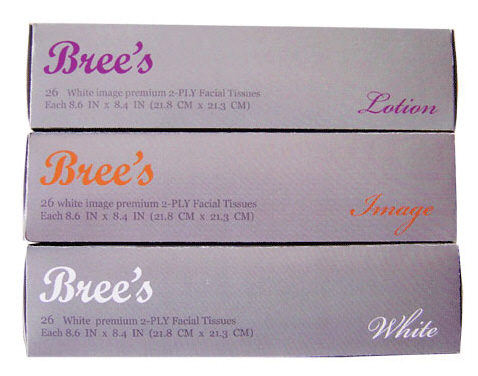 Bree's
26 White image premium 2-PLY Facial Tissues
Each 8.6 IN x 8.4 IN (21.8 CM x 21.3 CM)
Lotion
Bree's
26 white image premium 2-PLY Facial Tissues
Each 8.6 IN x 8.4 IN (21.8 CM x 21.3 CM)
Image
Bree's
26 White premium 2-PLY Facial Tissues
Each 8.6 IN x 8.4 IN (21.8 CM x 21.3 CM)
White